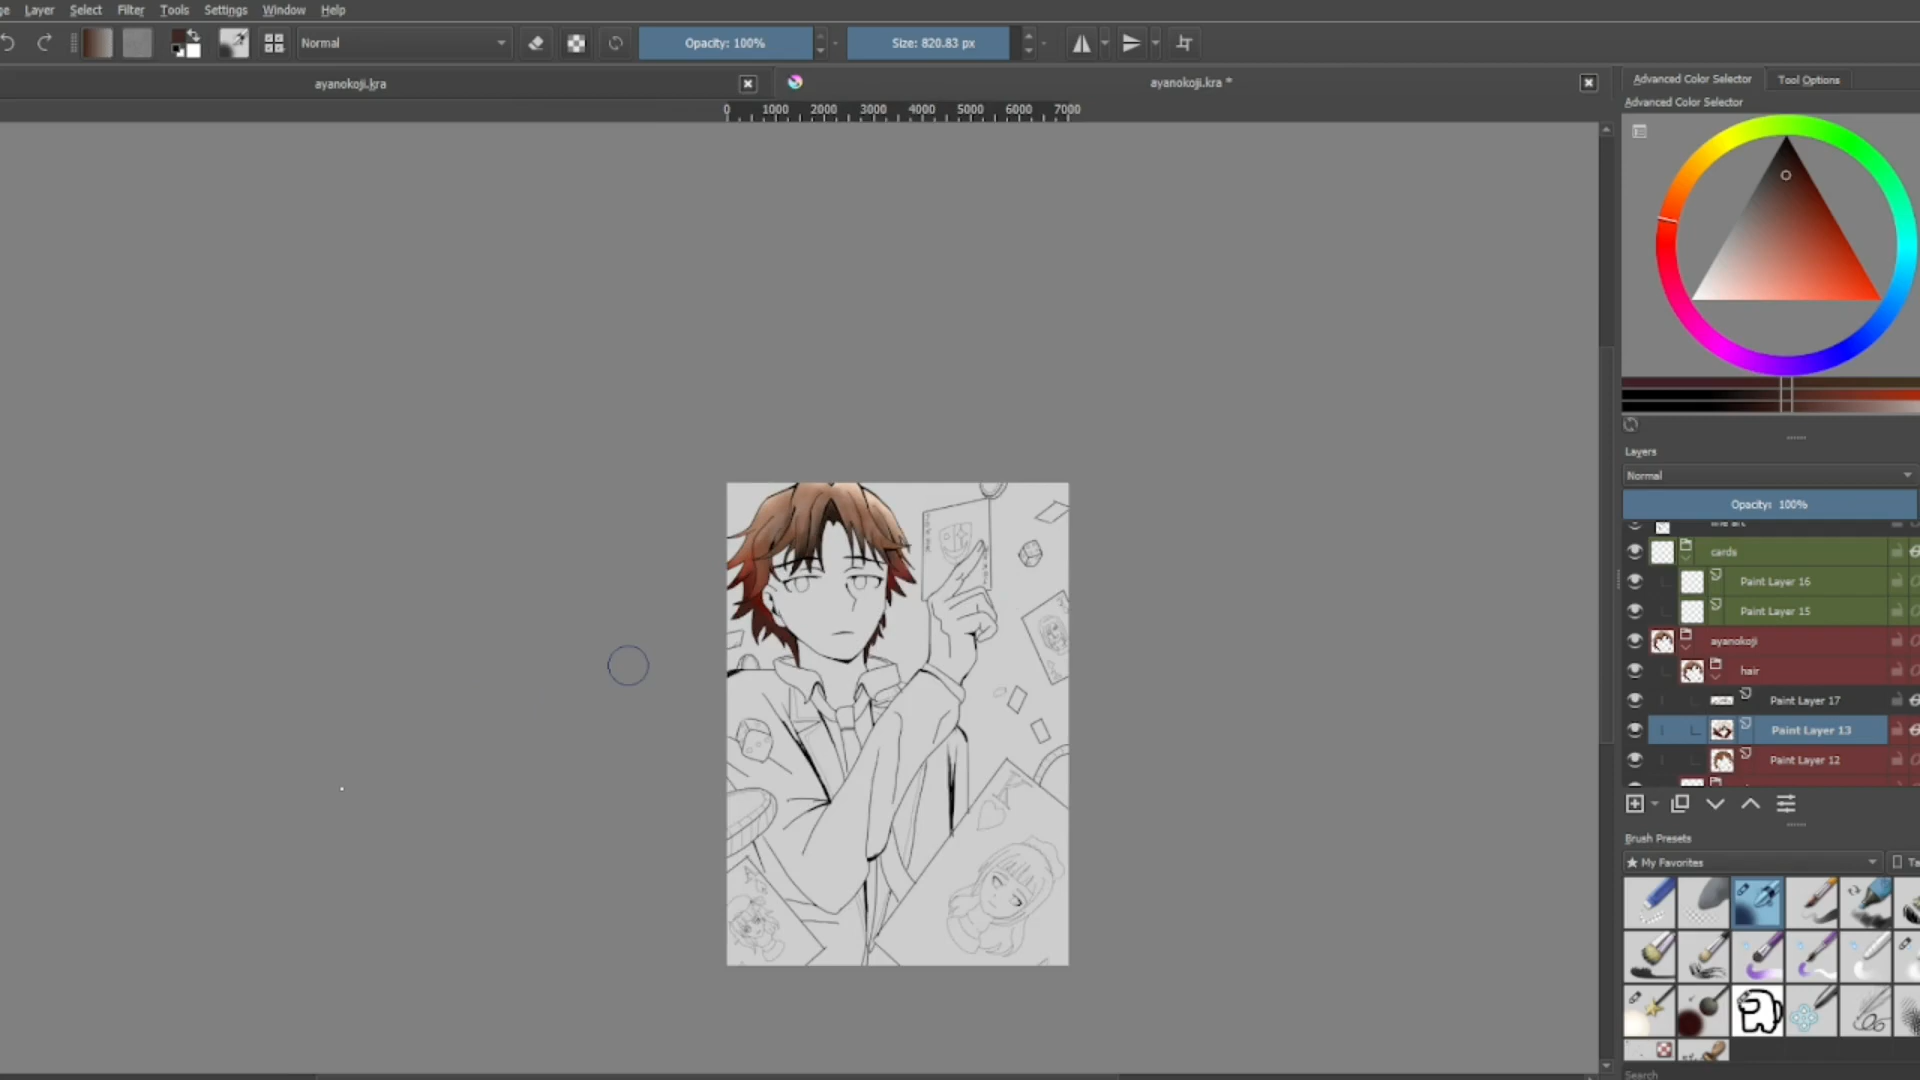 ge Layer Select Filter Tools Settings Window Help
Normal
Opacity: 100%
Size: 820.83 px
ayanokoji.kra
ayanokoji.kra *
0 1000 2000 3000 4000 5000 6000 7000
Advanced Color Selector Tool Options
Advanced Color Selector
Layers
Normal
Opacity: 100%
cards
Paint Layer 16
Paint Layer 15
ayanokoji
hair
Paint Layer 17
Paint Layer 13
Paint Layer 12
Brush Presets
My Favorites
Ta
Search